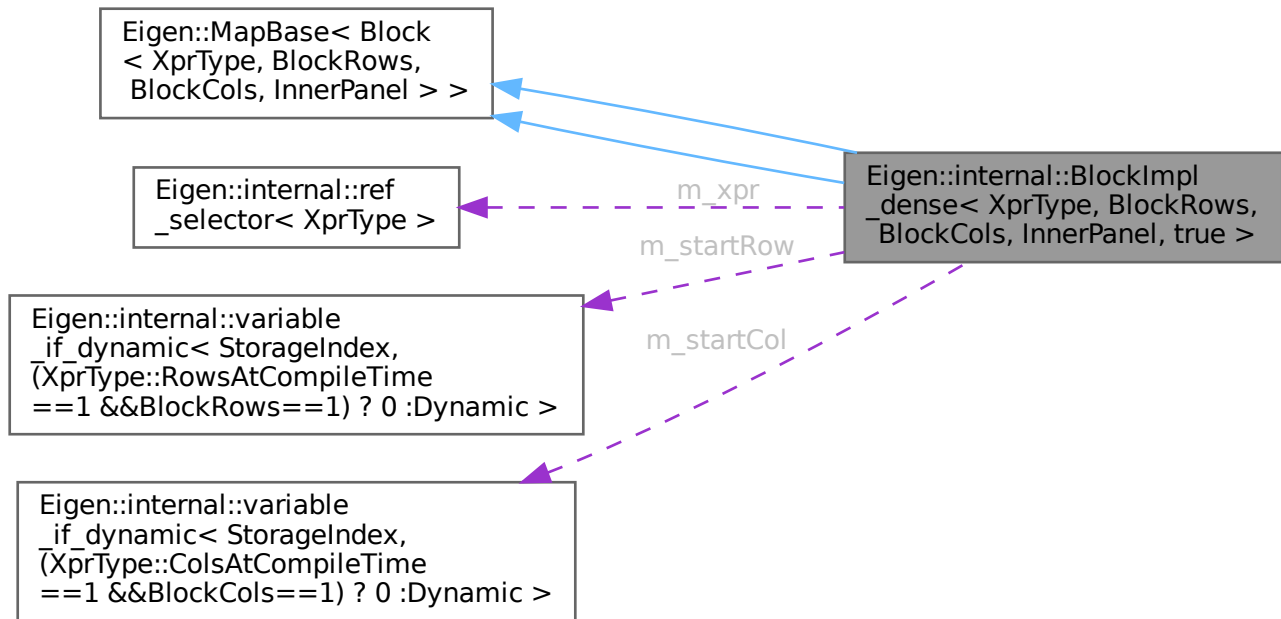 Eigen::MapBase< Block
< XprType, BlockRows,
BlockCols, InnerPanel > >
Eigen::internal::ref
_selector< XprType >
Eigen::internal::variable
_if_dynamic< StorageIndex,
(XprType::RowsAtCompileTime
==1 &&BlockRows==1) ? 0 :Dynamic >
Eigen::internal::variable
_if_dynamic< StorageIndex,
(XprType::ColsAtCompileTime
==1 &&BlockCols==1) ? 0 :Dynamic >
m_xpr
m_startRow
m_startCol
Eigen::internal::BlockImpl
_dense< XprType, BlockRows,
_BlockCols, InnerPanel, true >